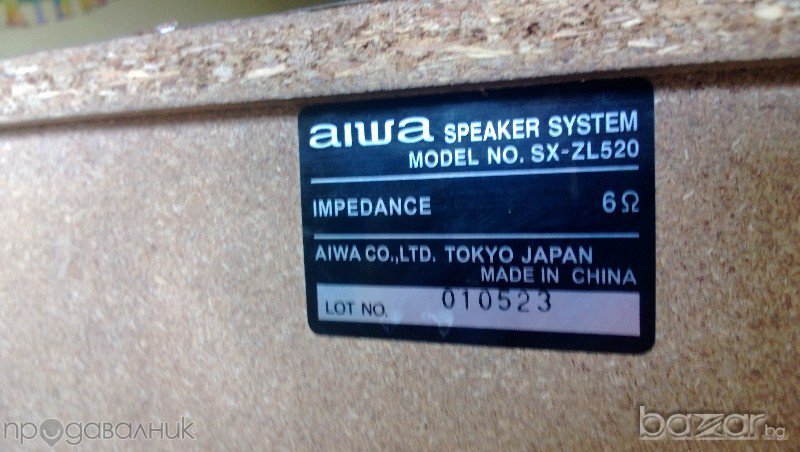 aiwa SPEAKER SYSTEM
MODEL NO. SX-ZL520
IMPEDANCE 6Ω
AIWA CO.,LTD. TOKYO JAPAN
MADE IN CHINA
LOT NO. 010523
продавалник
bazar.bg